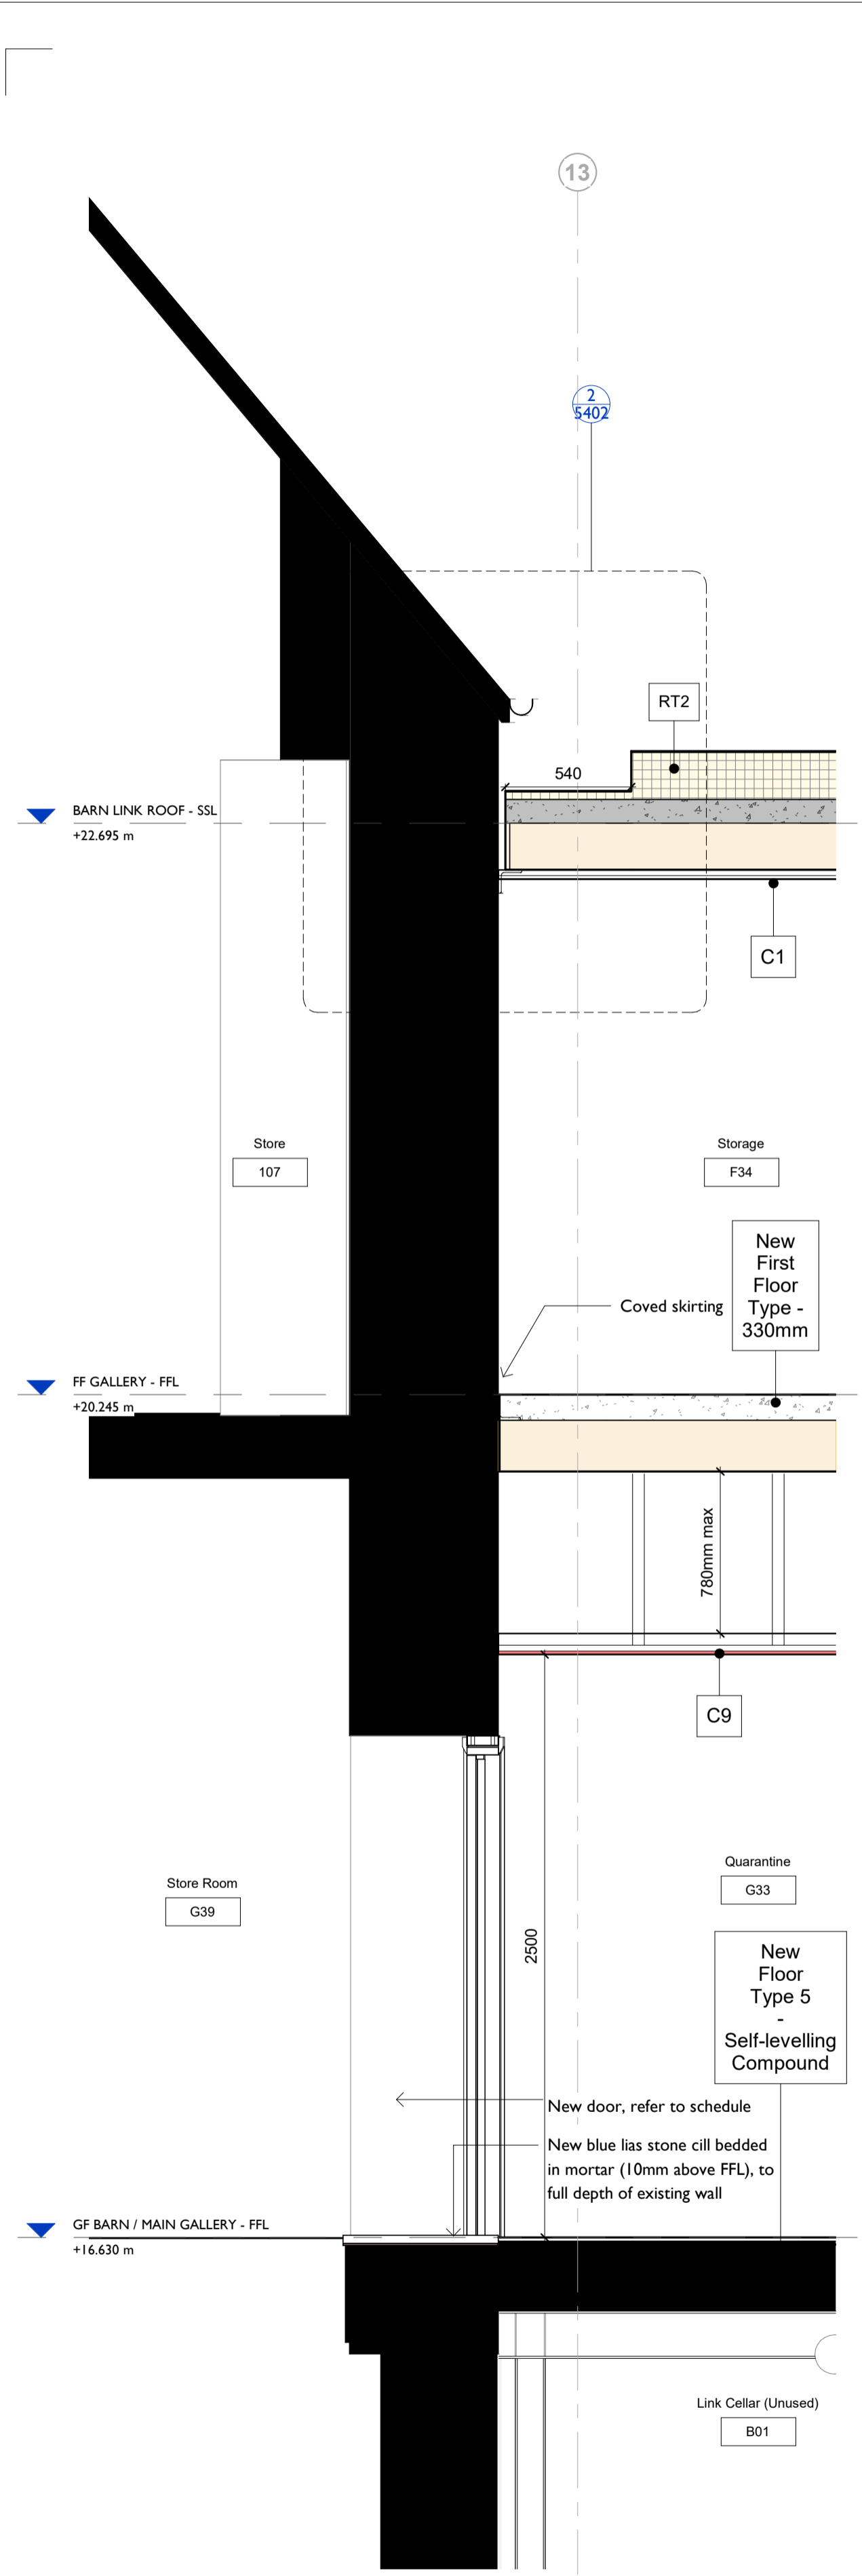 13
2
5402
RT2
540
BARN LINK ROOF - SSL
+22.695 m
C1
Store
107
Storage
F34
New
First
Floor
Type -
330mm
Coved skirting
FF GALLERY - FFL
+20.245 m
780mm max
C9
Store Room
G39
Quarantine
G33
2500
New
Floor
Type 5
-
Self-levelling
Compound
New door, refer to schedule
New blue lias stone cill bedded
in mortar (10mm above FFL), to
full depth of existing wall
GF BARN / MAIN GALLERY - FFL
+16.630 m
Link Cellar (Unused)
B01